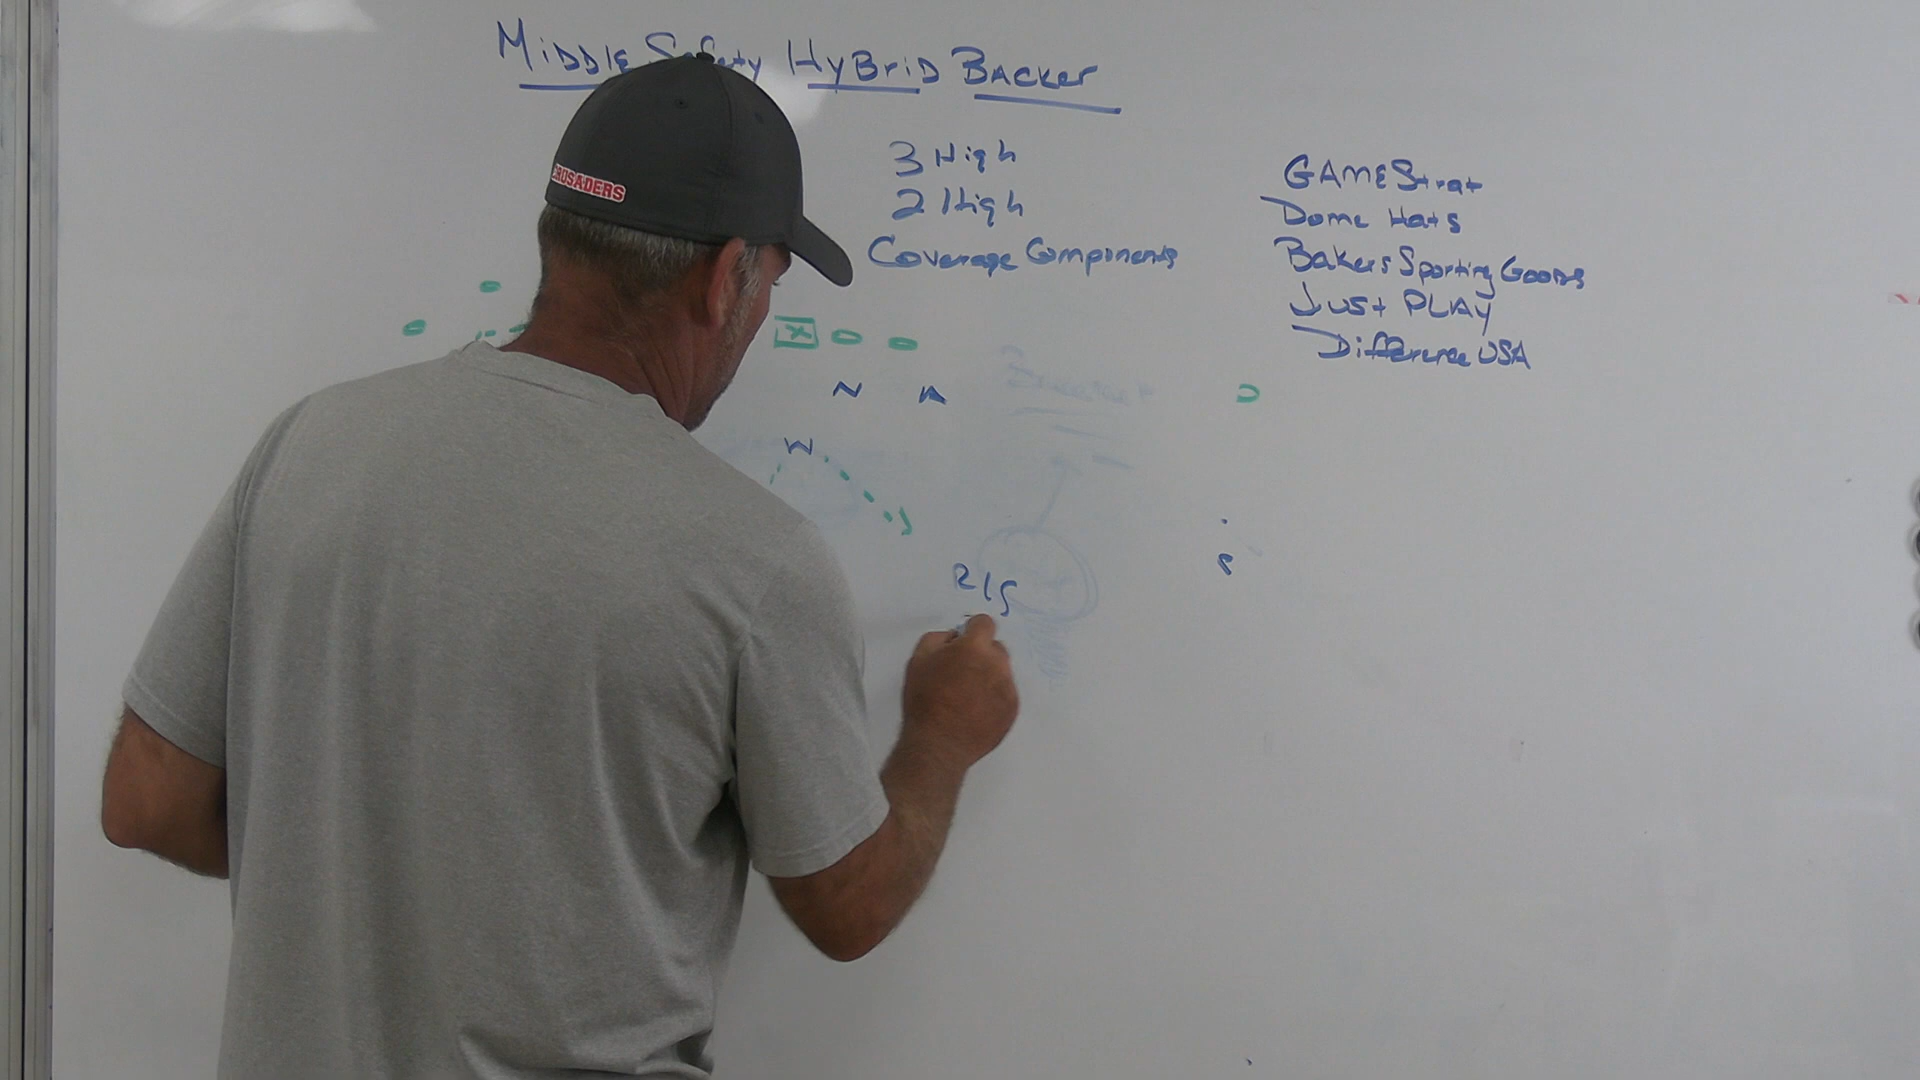 Middle Safety Hybrid Backer
3 High
2 High
Coverage Components
GAMEStrat
Dome Hats
Bakers Sporting Goods
Just PLAY
Difference USA
CRUSADERS
X
N
W
R/S